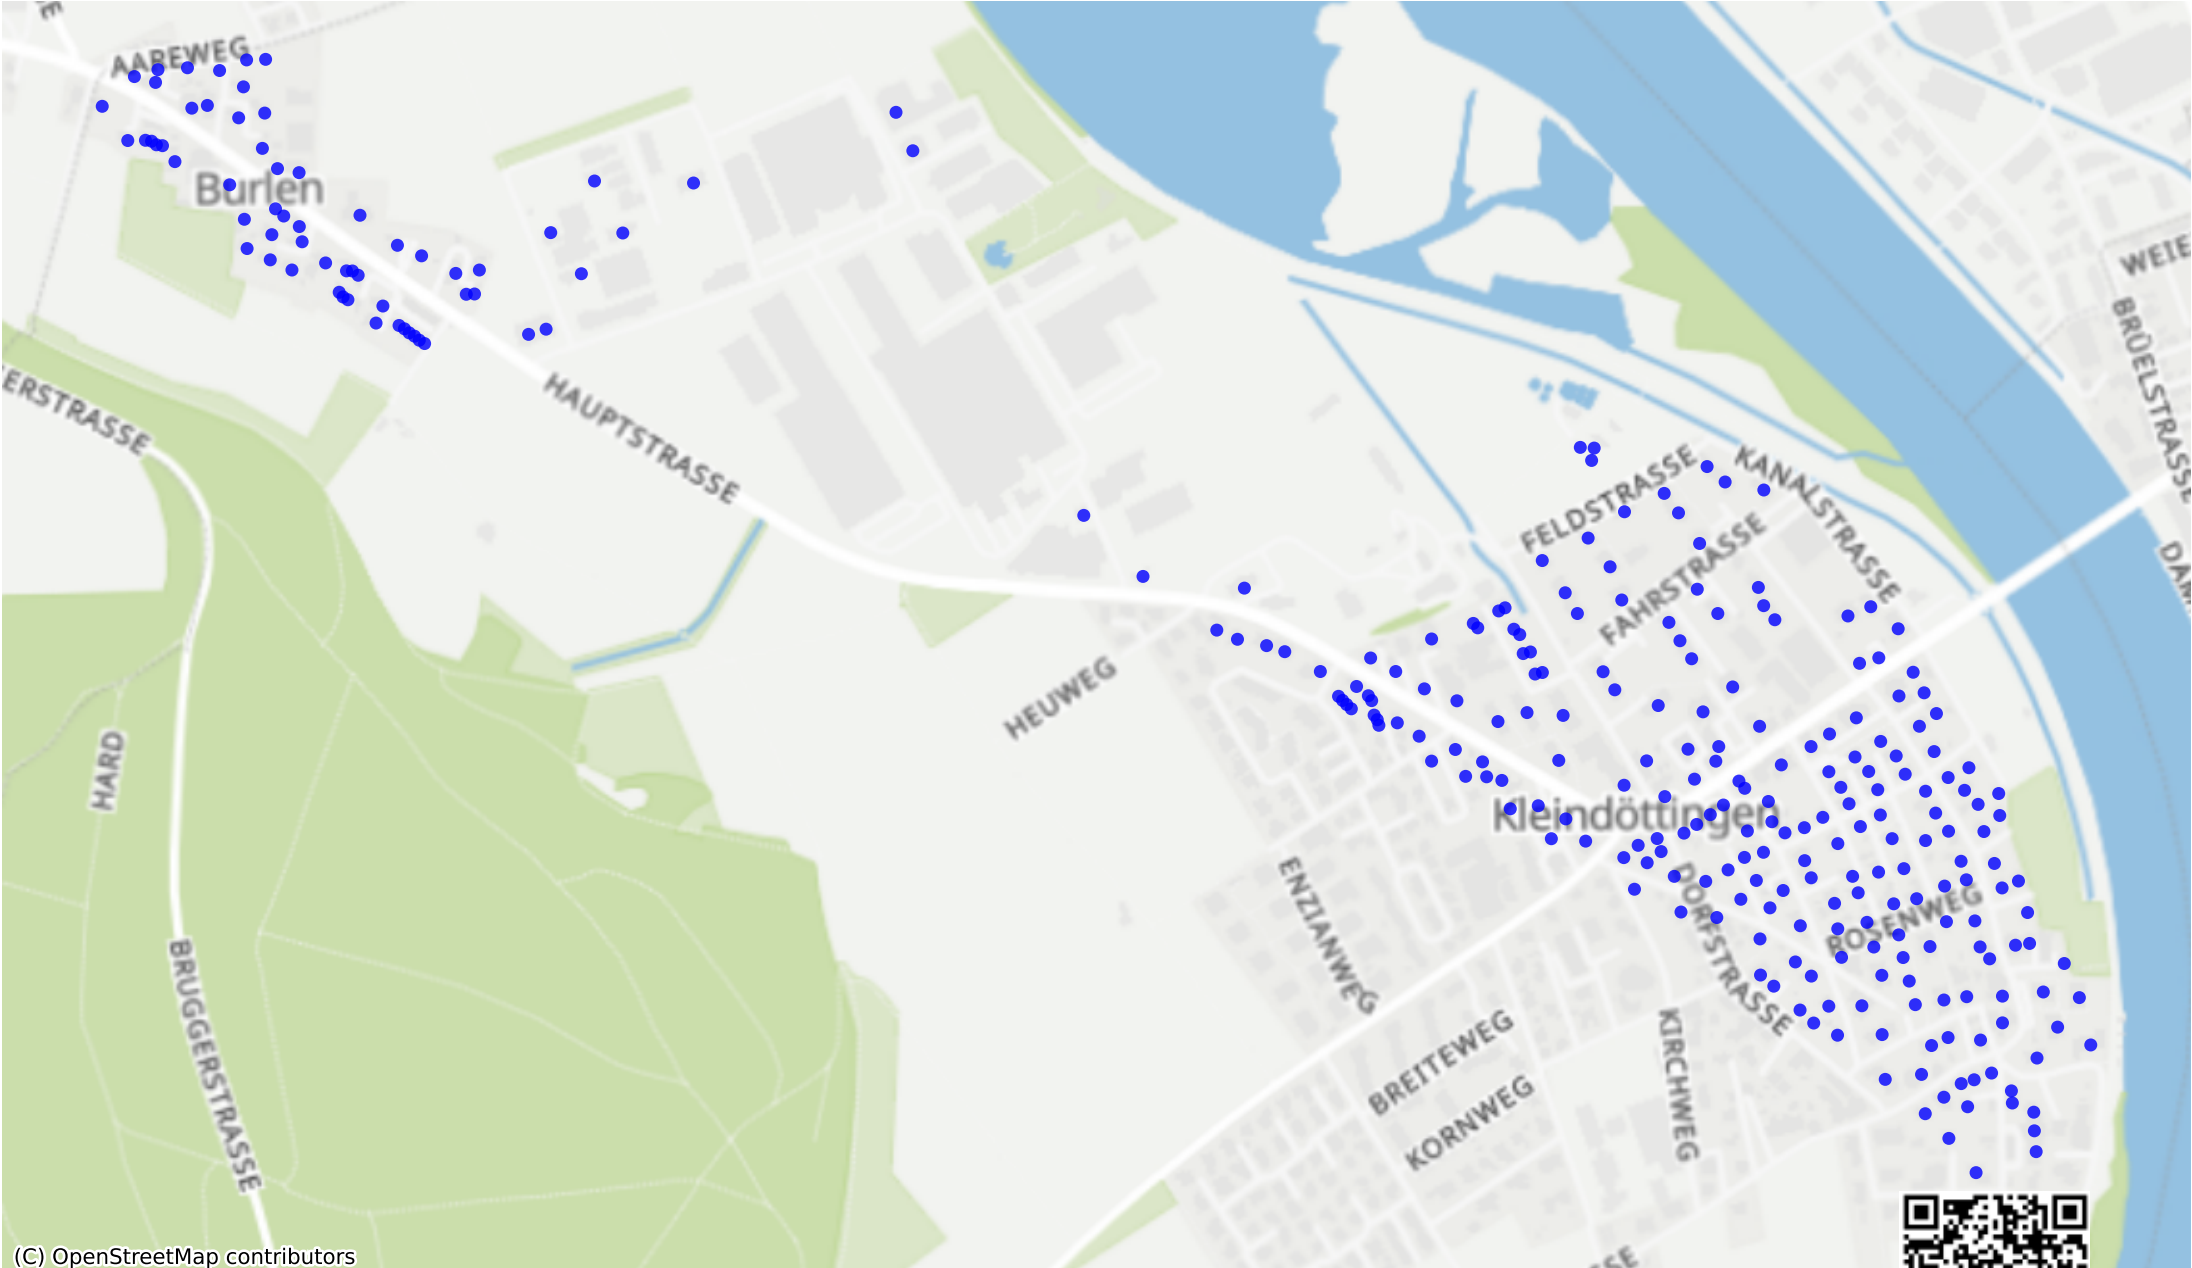 AAREWEG
Burlen
WEIE
BRÜELSTRASSE
ERSTRASSE
HAUPTSTRASSE
FELDSTRASSE
KANALSTRASSE
FAHRSTRASSE
HEUWEG
HARD
Kleindöttingen
ENZIANWEG
DORFSTRASSE
ROSENWEG
BRUGGERSTRASSE
BREITEWEG
KORNWEG
KIRCHWEG
(C) OpenStreetMap contributors